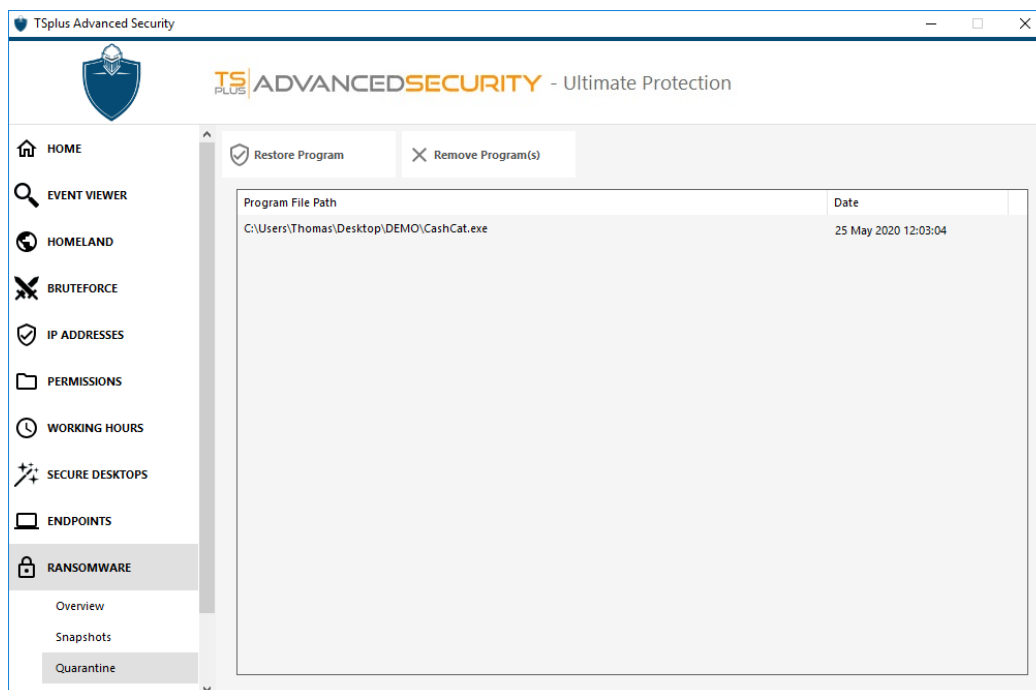 TSplus Advanced Security
TS PLUS ADVANCEDSECURITY - Ultimate Protection
HOME
EVENT VIEWER
HOMELAND
BRUTEFORCE
IP ADDRESSES
PERMISSIONS
WORKING HOURS
SECURE DESKTOPS
ENDPOINTS
RANSOMWARE
Overview
Snapshots
Quarantine
Restore Program
Remove Program(s)
Program File Path
Date
C:\Users\Thomas\Desktop\DEMO\CashCat.exe
25 May 2020 12:03:04